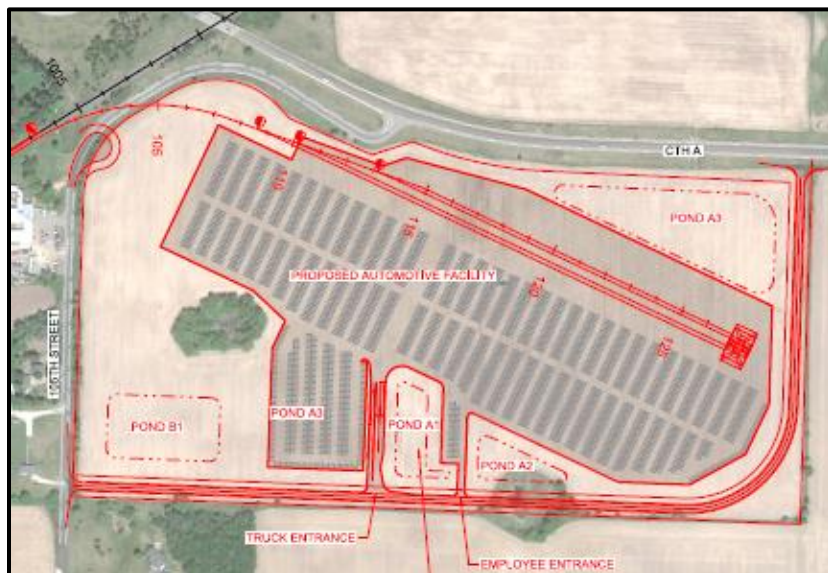 1005
CTH A
105
110
POND A3
115
PROPOSED AUTOMOTIVE FACILITY
120
125
100TH STREET
POND B1
POND A3
POND A1
POND A2
TRUCK ENTRANCE
EMPLOYEE ENTRANCE